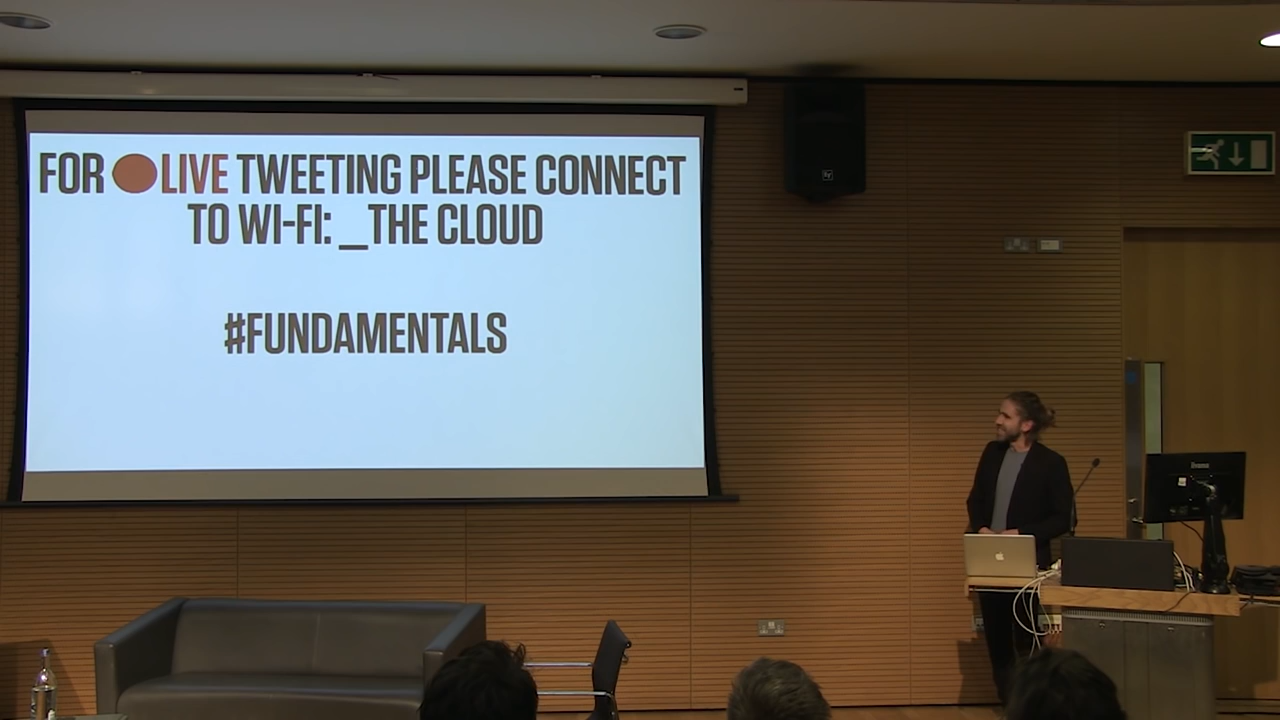 FOR LIVE TWEETING PLEASE CONNECT
TO WI-FI: _THE CLOUD
#FUNDAMENTALS